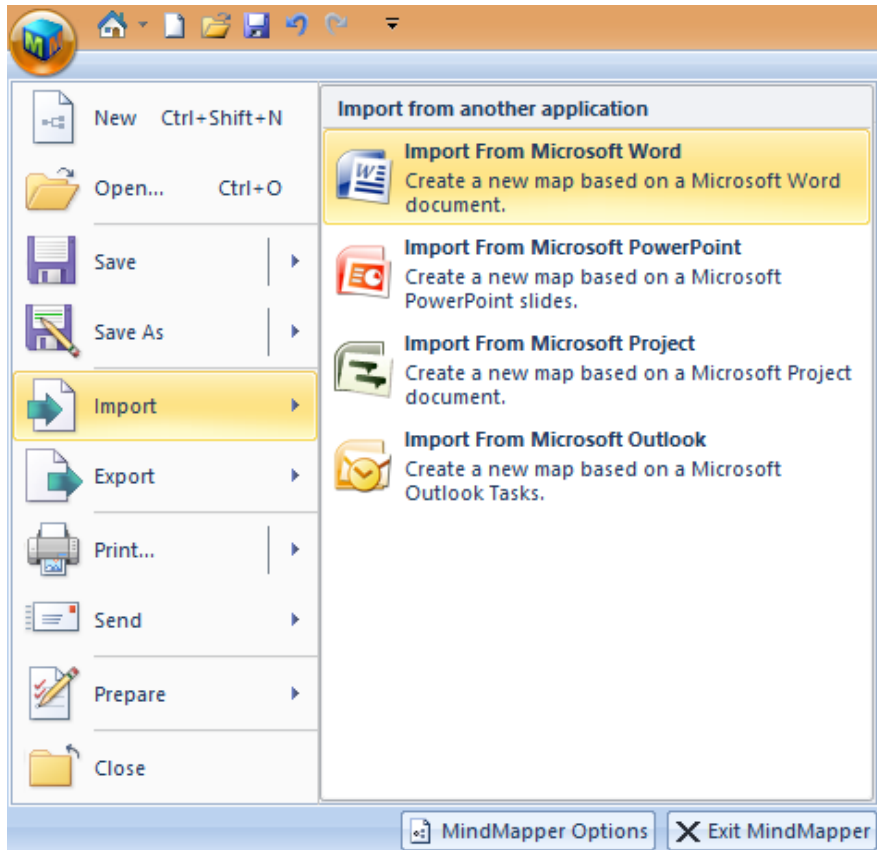 New Ctrl+Shift+N
Open... Ctrl+O
Save
Save As
Import
Export
Print...
Send
Prepare
Close
Import from another application
Import From Microsoft Word
Create a new map based on a Microsoft Word
document.
Import From Microsoft PowerPoint
Create a new map based on a Microsoft
PowerPoint slides.
Import From Microsoft Project
Create a new map based on a Microsoft Project
document.
Import From Microsoft Outlook
Create a new map based on a Microsoft
Outlook Tasks.
MindMapper Options
Exit MindMapper